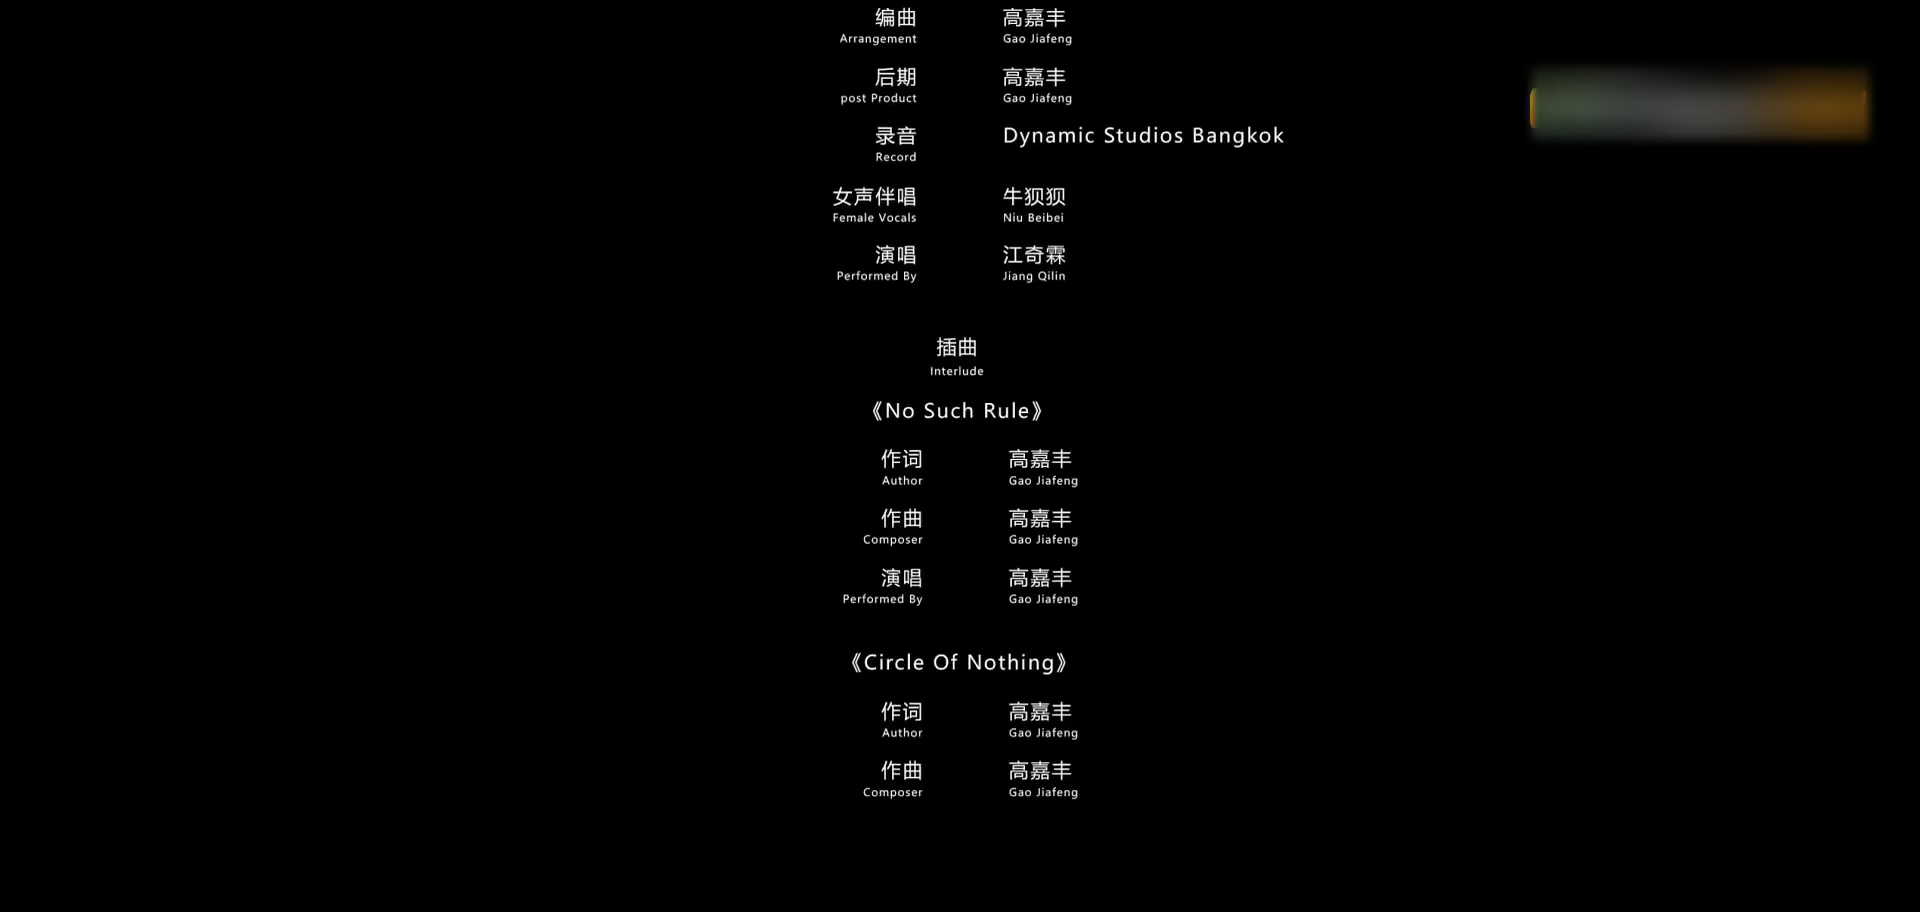 编曲 高嘉丰
Arrangement Gao Jiafeng
后期 高嘉丰
post Product Gao Jiafeng
录音 Dynamic Studios Bangkok
Record
女声伴唱 牛狈狈
Female Vocals Niu Beibei
演唱 江奇霖
Performed By Jiang Qilin
插曲
Interlude
《No Such Rule》
作词 高嘉丰
Author Gao Jiafeng
作曲 高嘉丰
Composer Gao Jiafeng
演唱 高嘉丰
Performed By Gao Jiafeng
《Circle Of Nothing》
作词 高嘉丰
Author Gao Jiafeng
作曲 高嘉丰
Composer Gao Jiafeng